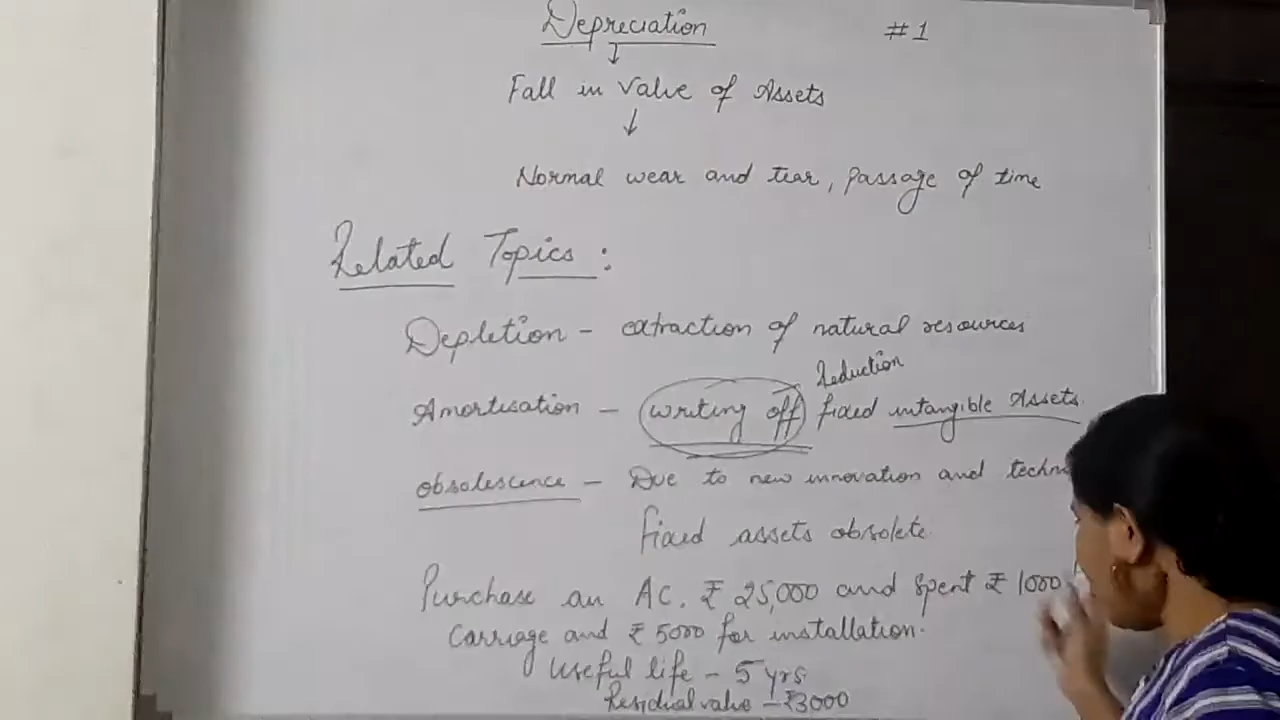 Depreciation #1
↓
Fall in Value of Assets
↓
Normal wear and tear, passage of time
Related Topics :
Depletion - extraction of natural resources
Reduction
Amortisation - writing off fixed intangible Assets.
obsolescence - Due to new innovation and techn
fixed assets obsolete.
Purchase an AC. ₹ 25,000 and spent ₹ 1000
Carriage and ₹ 5000 for installation.
useful life - 5 yrs
Residual value - ₹3000